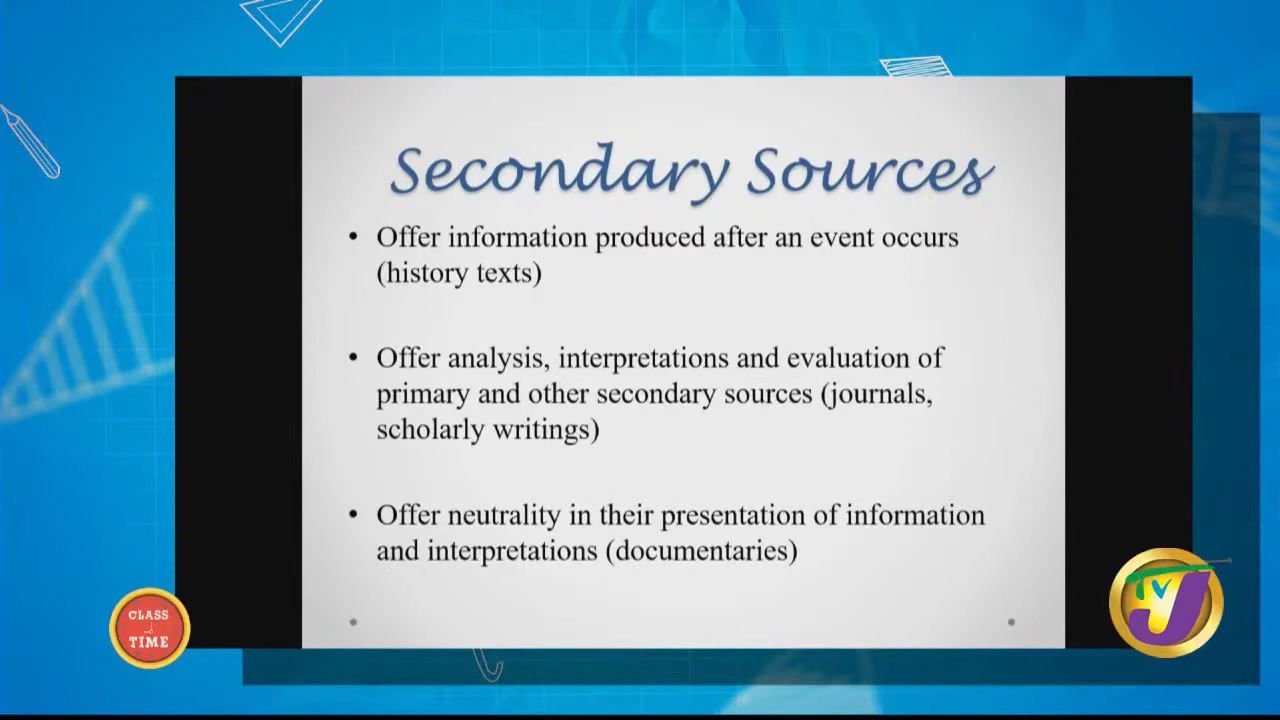 Secondary Sources
• Offer information produced after an event occurs
(history texts)
• Offer analysis, interpretations and evaluation of
primary and other secondary sources (journals,
scholarly writings)
• Offer neutrality in their presentation of information
and interpretations (documentaries)
CLASS
TIME
TVJ